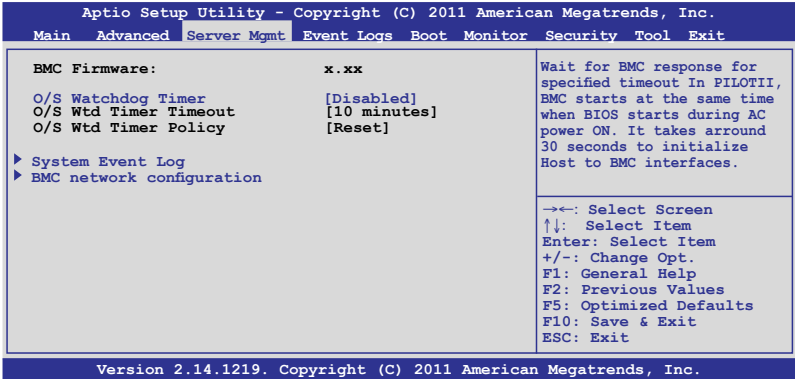 Aptio Setup Utility - Copyright (C) 2011 American Megatrends, Inc.
Main Advanced Server Mgmt Event Logs Boot Monitor Security Tool Exit
BMC Firmware: x.xx
O/S Watchdog Timer [Disabled]
O/S Wtd Timer Timeout [10 minutes]
O/S Wtd Timer Policy [Reset]
System Event Log
BMC network configuration
Wait for BMC response for
specified timeout In PILOTII,
BMC starts at the same time
when BIOS starts during AC
power ON. It takes arround
30 seconds to initialize
Host to BMC interfaces.
→←: Select Screen
↑↓: Select Item
Enter: Select Item
+/-: Change Opt.
F1: General Help
F2: Previous Values
F5: Optimized Defaults
F10: Save & Exit
ESC: Exit
Version 2.14.1219. Copyright (C) 2011 American Megatrends, Inc.